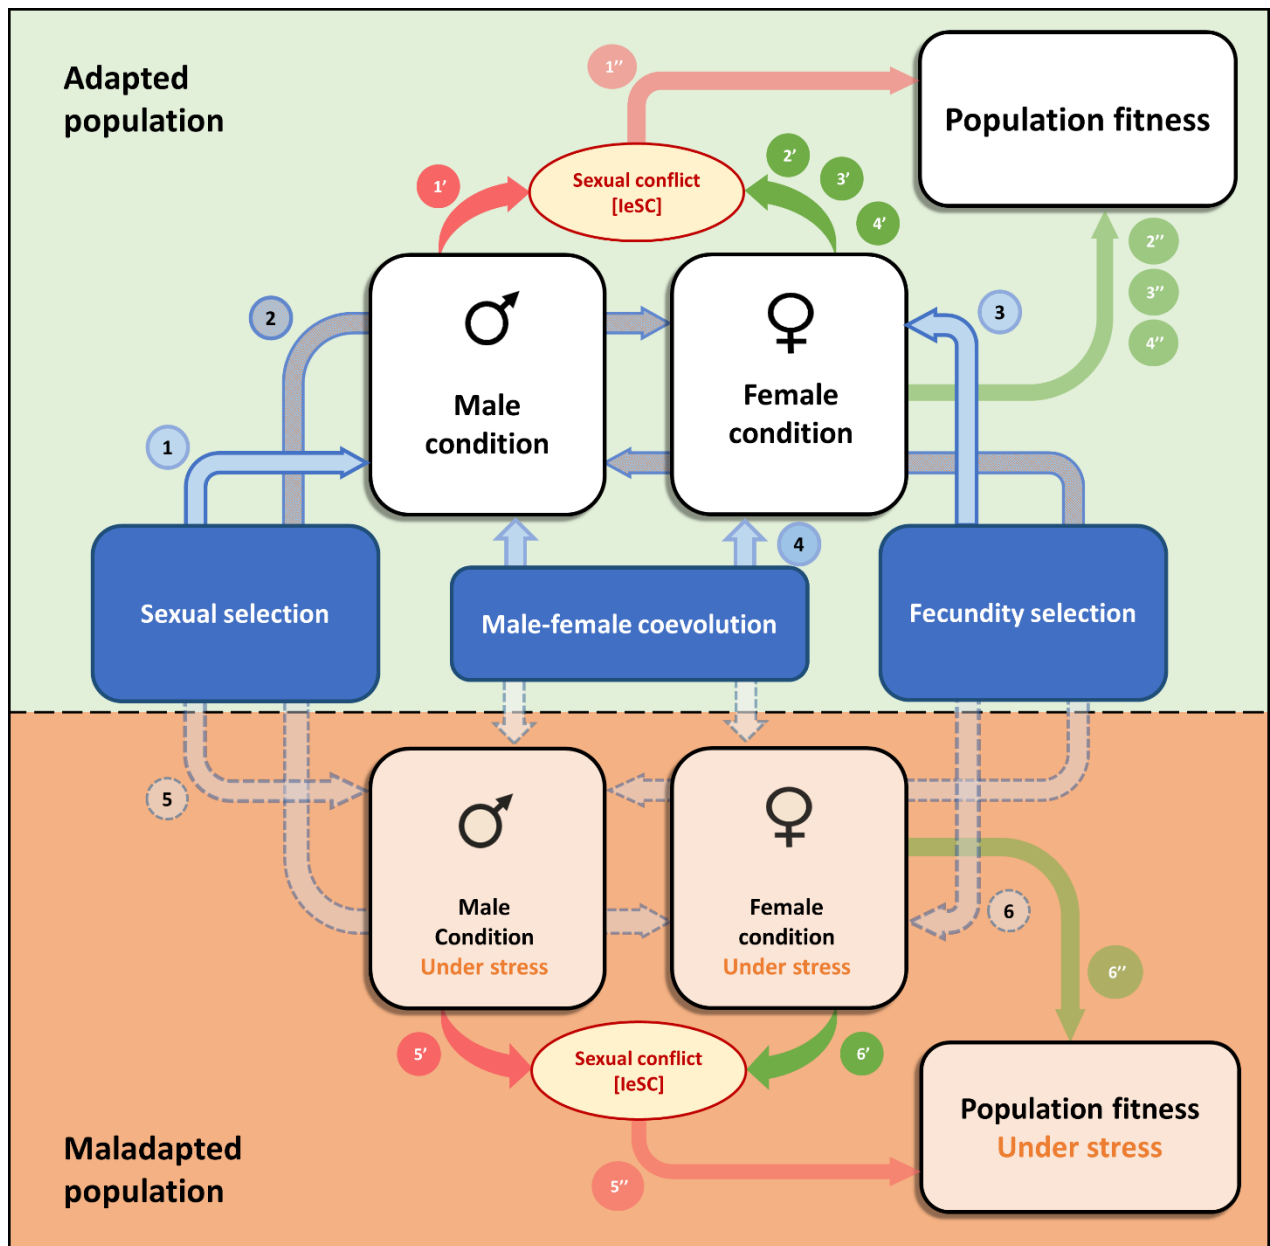 Adapted
population
1’’
Population fitness
1’
Sexual conflict
[IeSC]
2’
3’
4’
2’’
3’’
4’’
2
3
Male
condition
Female
condition
1
4
Sexual selection
Male-female coevolution
Fecundity selection
5
Male
Condition
Under stress
Female
condition
Under stress
6
6’’
5’
Sexual conflict
[IeSC]
6’
Population fitness
Under stress
Maladapted
population
5’’